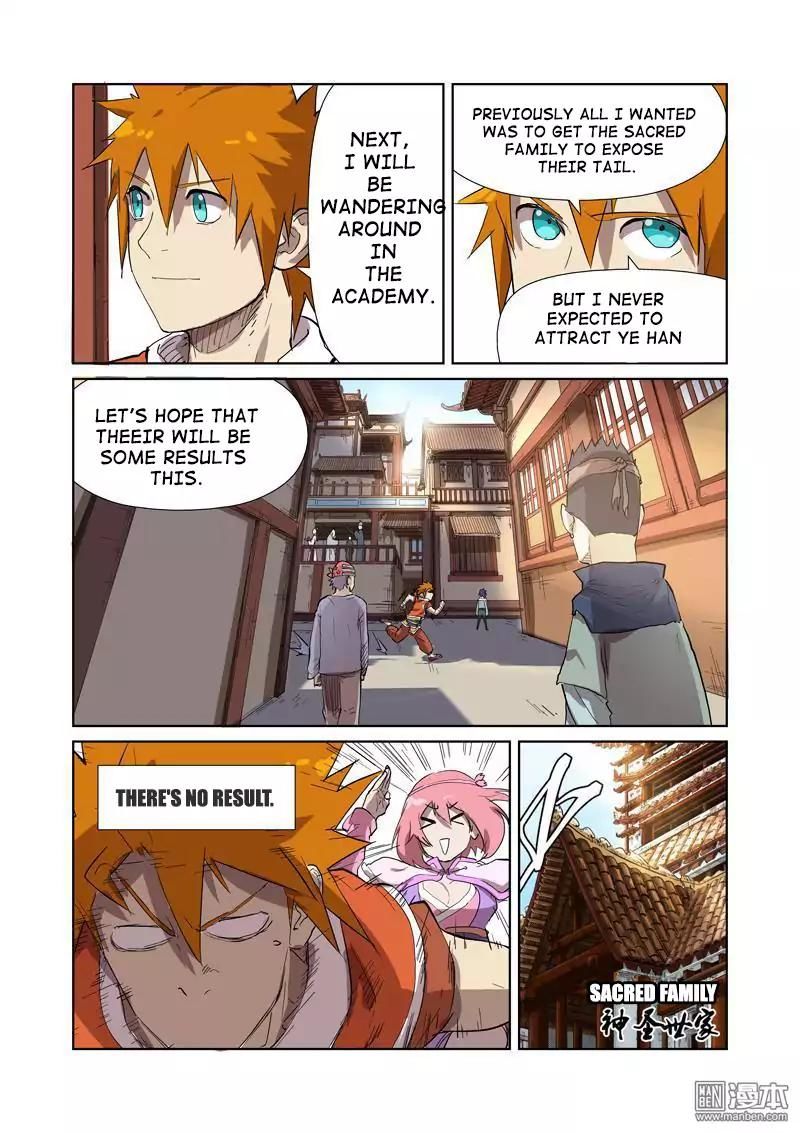 NEXT,
I WILL
BE
WANDERING
AROUND
IN
THE
ACADEMY.
PREVIOUSLY ALL I WANTED
WAS TO GET THE SACRED
FAMILY TO EXPOSE
THEIR TAIL.
BUT I NEVER
EXPECTED TO
ATTRACT YE HAN
LET'S HOPE THAT
THEEIR WILL BE
SOME RESULTS
THIS.
THERE'S NO RESULT.
SACRED FAMILY
神圣世家
MAN
BEN 漫本
www.manben.com